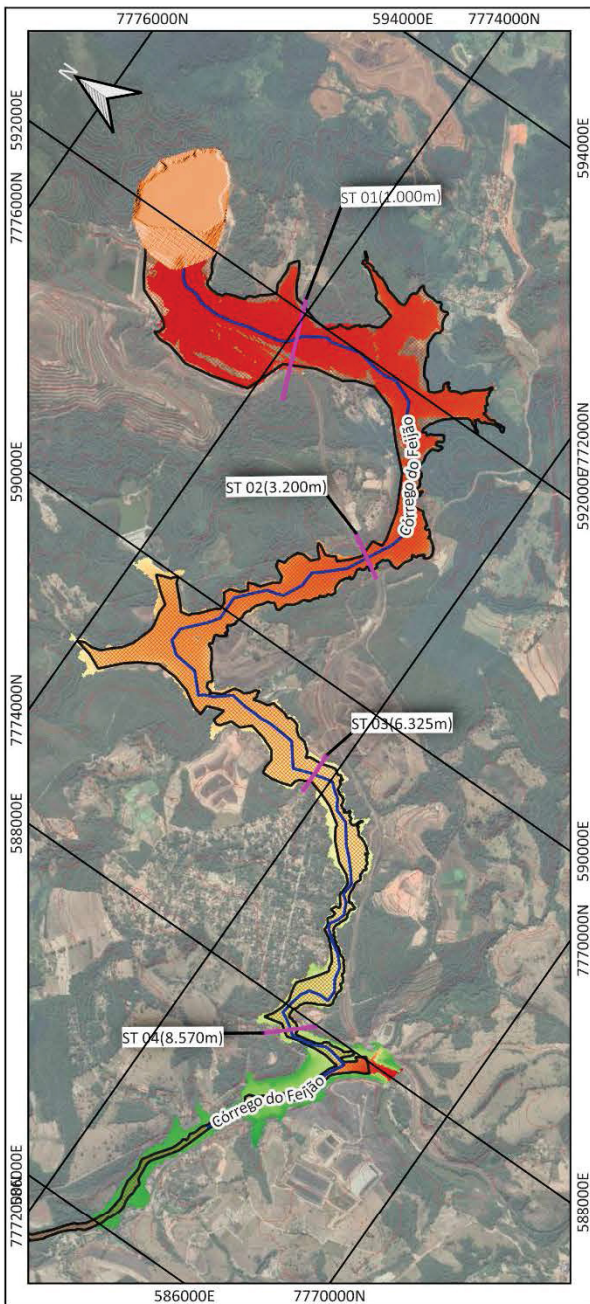 7776000N
5940000E
7774000N
N
592000E
594000E
7776000N
ST 01(1.000m)
7772000N
590000E
Córrego do Feijão
ST 02(3.200m)
592000E
7774000N
ST 03(6.325m)
588000E
590000E
7770000N
ST 04(8.570m)
Córrego do Feijão
588000E
586000E
7770000N